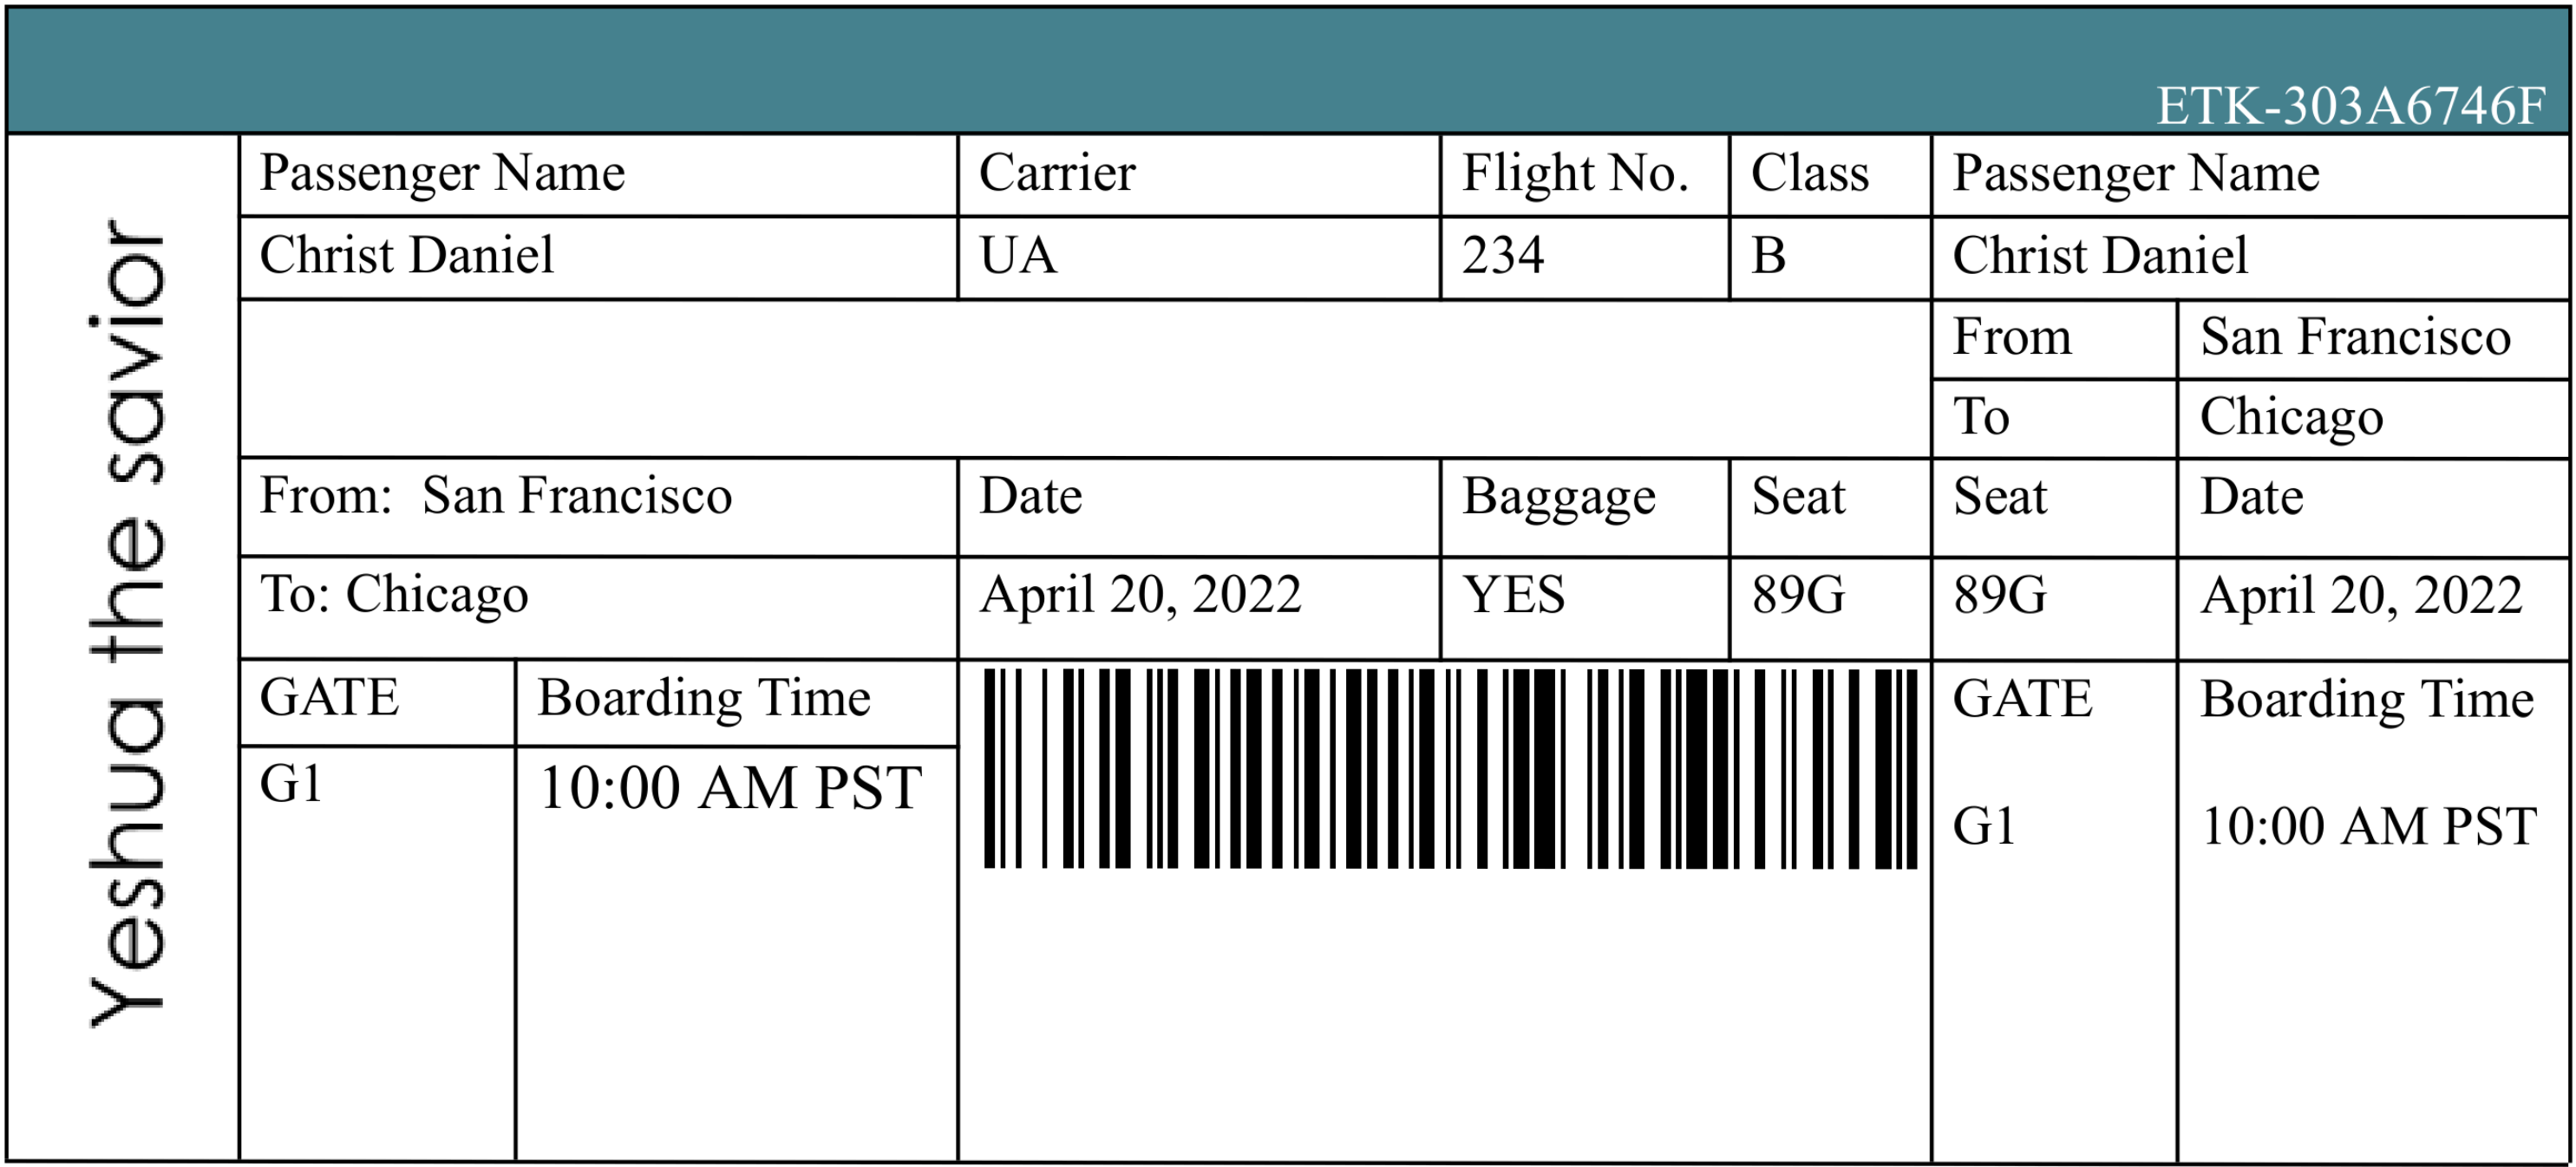 ETK-303A6746F
Yeshua the savior
Passenger Name Carrier Flight No. Class Passenger Name
Christ Daniel UA 234 B Christ Daniel
From San Francisco
To Chicago
From: San Francisco Date Baggage Seat Seat Date
To: Chicago April 20, 2022 YES 89G 89G April 20, 2022
GATE Boarding Time GATE Boarding Time
G1 10:00 AM PST G1 10:00 AM PST